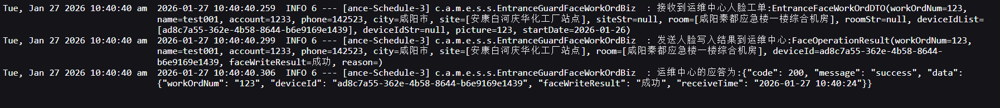 Tue, Jan 27 2026 10:40:40 am  2026-01-27 10:40:40.259  INFO 6 --- [ance-Schedule-3] c.a.m.e.s.s.EntranceGuardFaceWorkOrdBiz  : 接收到运维中心人脸工单:EntranceFaceWorkOrdDTO(workOrdNum=123,
name=test001, account=1233, phone=142523, city=咸阳市, site=[安康白河庆华化工厂站点], siteStr=null, room=[咸阳秦都应急楼一楼综合机房], roomStr=null, deviceIdList=
[ad8c7a55-362e-4b58-8644-b6e9169e1439], deviceIdStr=null, picture=123, startDate=2026-01-26)
Tue, Jan 27 2026 10:40:40 am  2026-01-27 10:40:40.299  INFO 6 --- [ance-Schedule-3] c.a.m.e.s.s.EntranceGuardFaceWorkOrdBiz  : 发送人脸写入结果到运维中心:FaceOperationResult(workOrdNum=123,
name=test001, account=1233, phone=142523, city=咸阳市, site=[安康白河庆华化工厂站点], room=[咸阳秦都应急楼一楼综合机房], deviceId=ad8c7a55-362e-4b58-8644-
b6e9169e1439, faceWriteResult=成功, reason=)
Tue, Jan 27 2026 10:40:40 am  2026-01-27 10:40:40.306  INFO 6 --- [ance-Schedule-3] c.a.m.e.s.s.EntranceGuardFaceWorkOrdBiz  : 运维中心的应答为:{"code": 200, "message": "success", "data":
{"workOrdNum": "123", "deviceId": "ad8c7a55-362e-4b58-8644-b6e9169e1439", "faceWriteResult": "成功", "receiveTime": "2026-01-27 10:40:24"}}